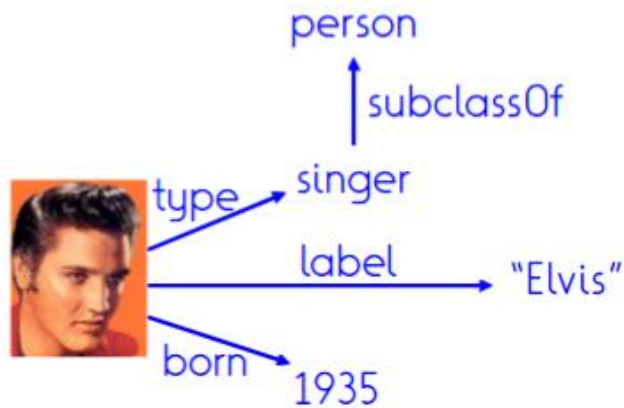 person
subclassOf
singer
type
label
“Elvis”
born
1935